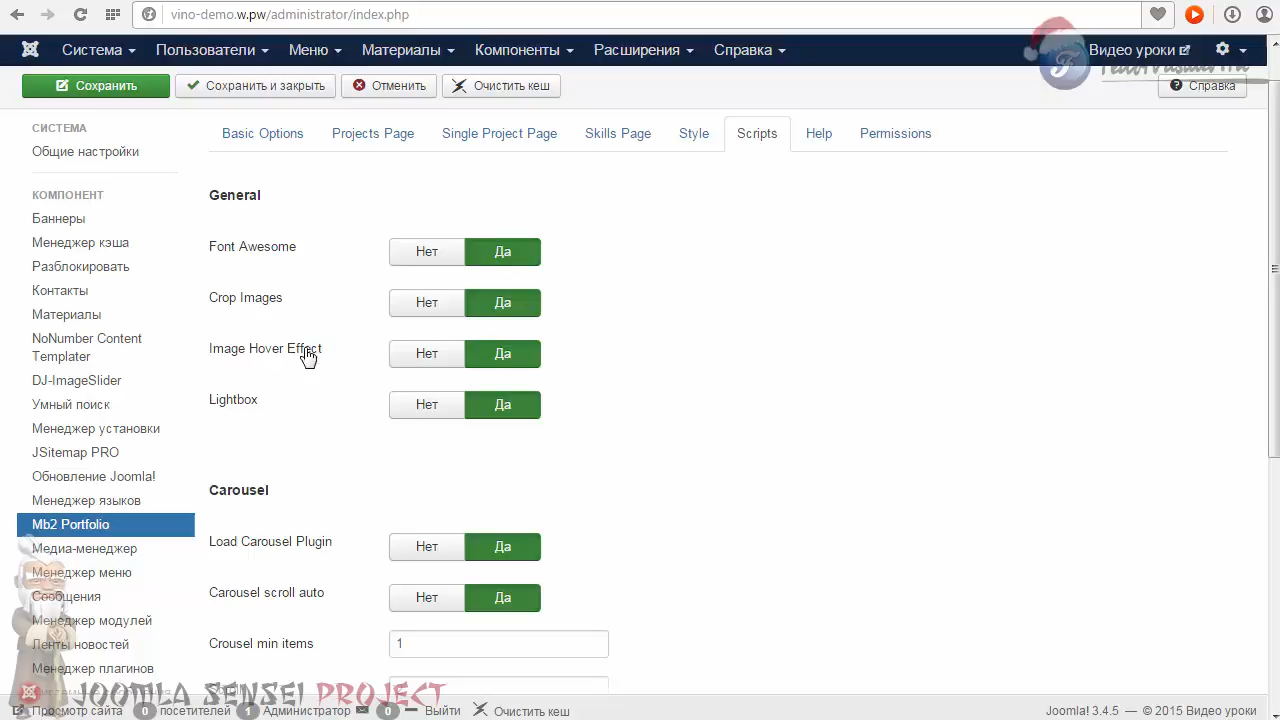 vino-demo.w.pw/administrator/index.php
Система Пользователи Меню Материалы Компоненты Расширения Справка Видео уроки
Сохранить Сохранить и закрыть Отменить Очистить кеш Справка
СИСТЕМА
Общие настройки
КОМПОНЕНТ
Баннеры
Менеджер кэша
Разблокировать
Контакты
Материалы
NoNumber Content
Templater
DJ-ImageSlider
Умный поиск
Менеджер установки
JSitemap PRO
Обновление Joomla!
Менеджер языков
Mb2 Portfolio
Медиа-менеджер
Менеджер меню
Сообщения
Менеджер модулей
Ленты новостей
Менеджер плагинов
Basic Options Projects Page Single Project Page Skills Page Style Scripts Help Permissions
General
Font Awesome Нет Да
Crop Images Нет Да
Image Hover Effect Нет Да
Lightbox Нет Да
Carousel
Load Carousel Plugin Нет Да
Carousel scroll auto Нет Да
Crousel min items 1
JOOMLA SENSEI PROJECT
Просмотр сайта 0 посетителей 1 Администратор 0 Выйти Очистить кеш Joomla! 3.4.5 — © 2015 Видео уроки